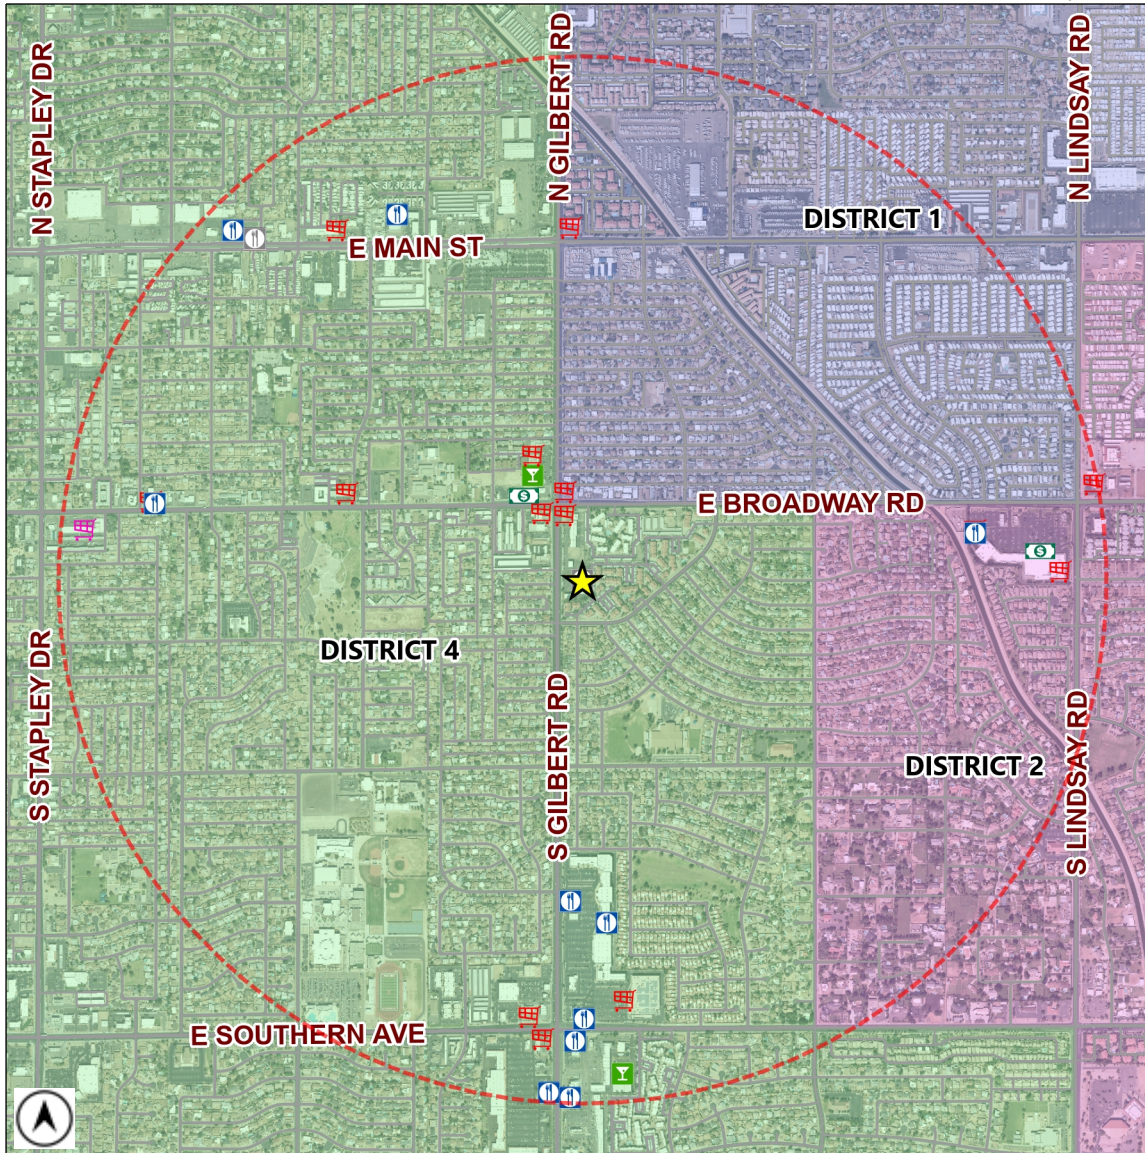 N STAPLEY DR
N GILBERT RD
N LINDSAY RD
DISTRICT 1
E MAIN ST
E BROADWAY RD
DISTRICT 4
S STAPLEY DR
S GILBERT RD
DISTRICT 2
S LINDSAY RD
E SOUTHERN AVE